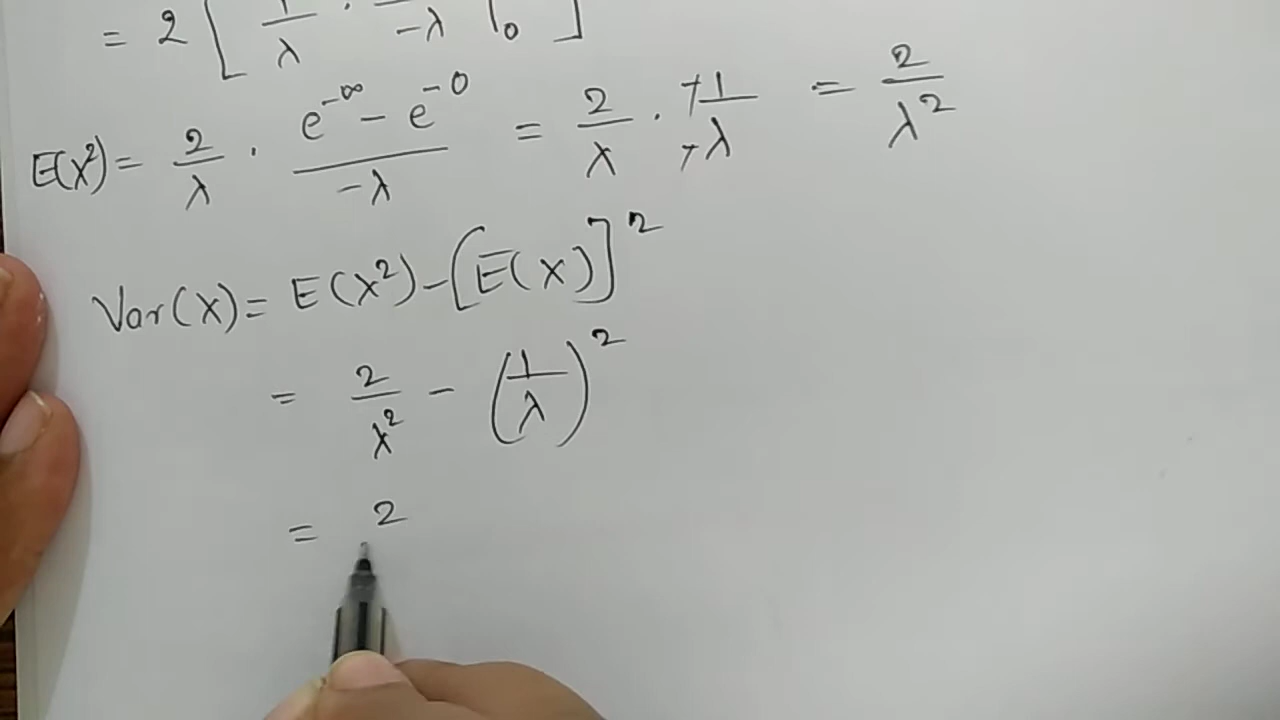 = 2 [ 1/λ · /-λ |₀ ]
E(X²) = 2/λ · (e^{-∞} - e^{-0})/(-λ) = 2/λ · +1/+λ = 2/λ²
Var(X) = E(X²) - [E(X)]²
= 2/λ² - (1/λ)²
= 2